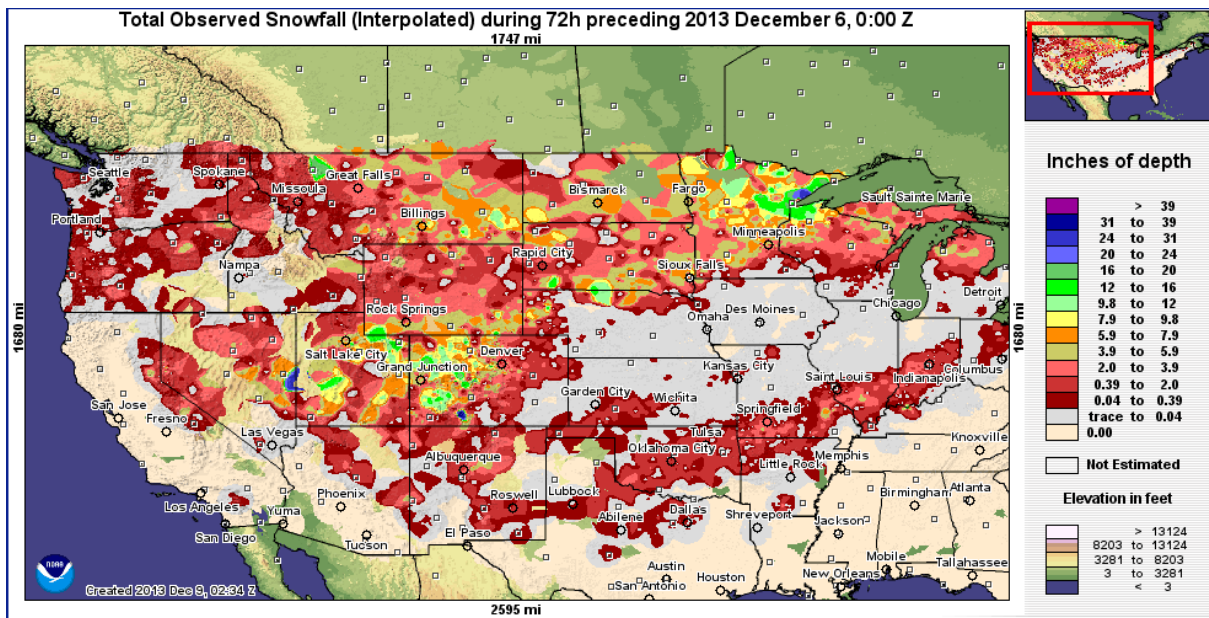 Total Observed Snowfall (Interpolated) during 72h preceding 2013 December 6, 0:00 Z
1747 mi
1680 mi
Seattle
Spokane
Missoula
Great Falls
Portland
Billings
Bismarck
Fargo
Sault Sainte Marie
Minneapolis
Nampa
Rapid City
Sioux Falls
Rock Springs
Omaha
Des Moines
Chicago
Detroit
Salt Lake City
Grand Junction
Denver
Kansas City
Saint Louis
Indianapolis
Columbus
San Jose
Fresno
Garden City
Wichita
Springfield
Las Vegas
Tulsa
Knoxville
Albuquerque
Oklahoma City
Little Rock
Memphis
Los Angeles
Phoenix
Roswell
Lubbock
Birmingham
Atlanta
San Diego
Yuma
Tucson
El Paso
Abilene
Dallas
Shreveport
Jackson
Austin
San Antonio
Houston
Mobile
New Orleans
Tallahassee
NOAA
Created 2013 Dec 9, 02:34 Z
2595 mi
1680 mi
Inches of depth
> 39
31 to 39
24 to 31
20 to 24
16 to 20
12 to 16
9.8 to 12
7.9 to 9.8
5.9 to 7.9
3.9 to 5.9
2.0 to 3.9
0.39 to 2.0
0.04 to 0.39
trace to 0.04
0.00
Not Estimated
Elevation in feet
> 13124
8203 to 13124
3281 to 8203
3 to 3281
< 3